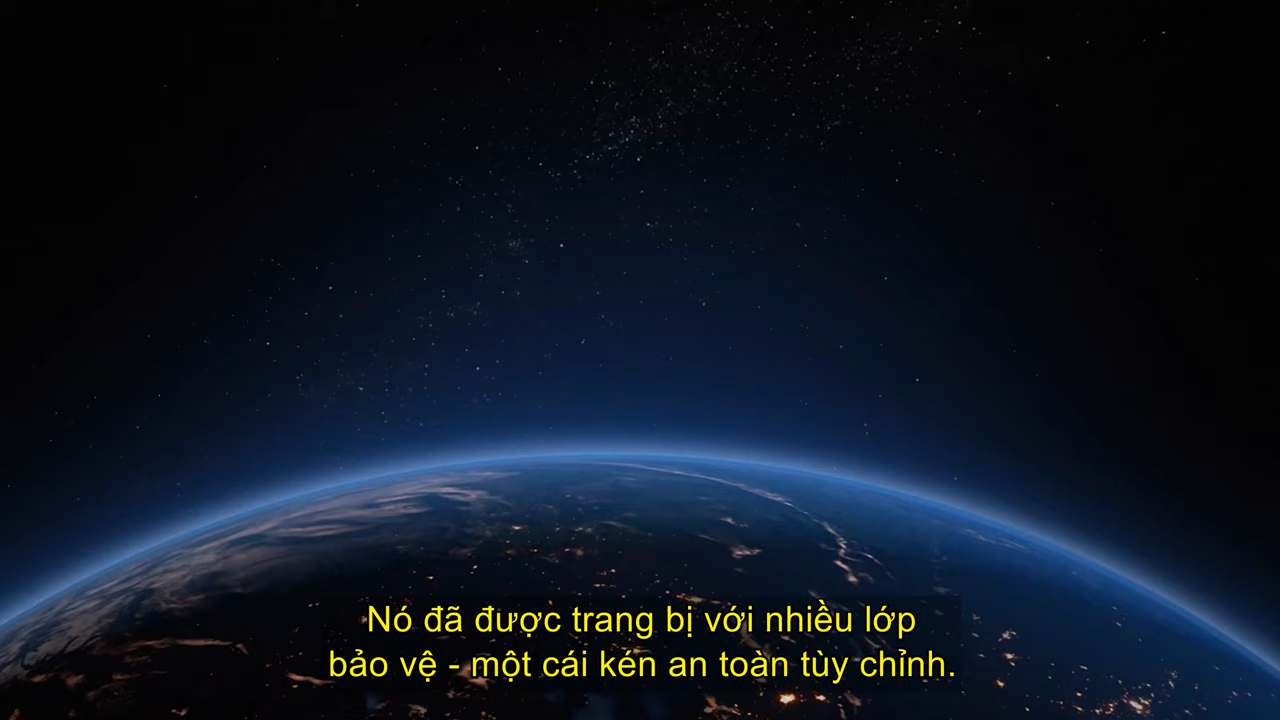 Nó đã được trang bị với nhiều lớp
bảo vệ - một cái kén an toàn tùy chỉnh.